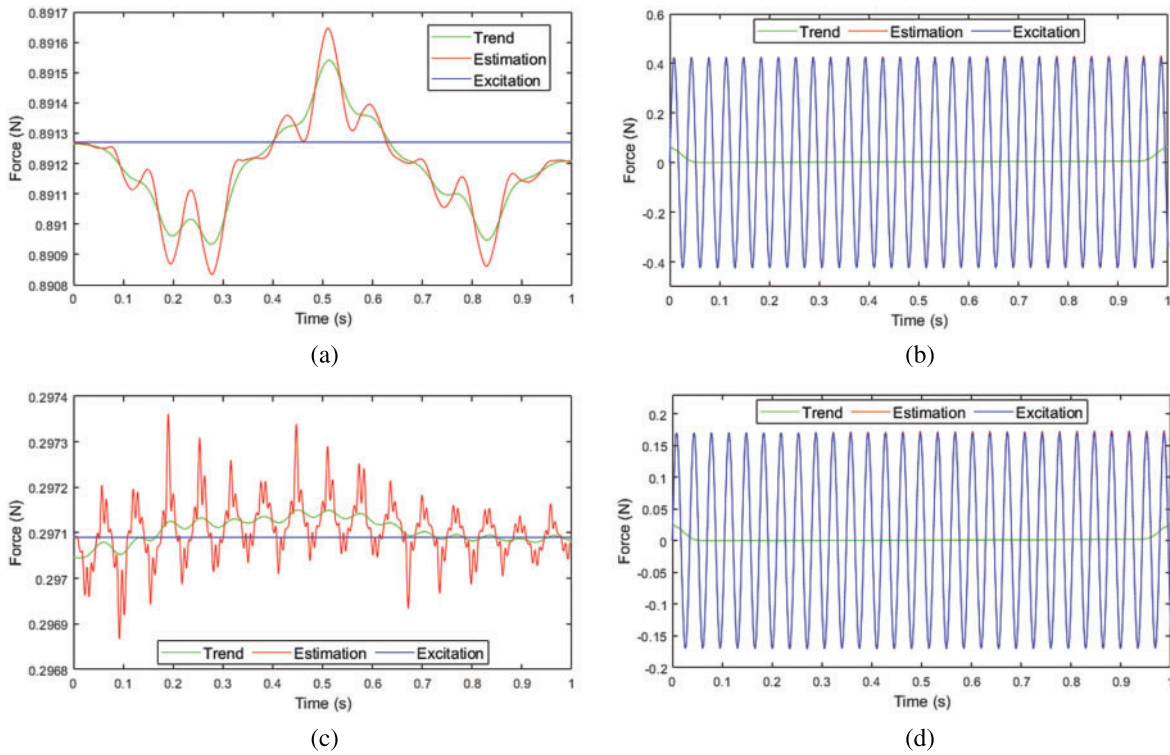 0.8917
0.8916
0.8915
0.8914
0.8913
0.8912
0.8911
0.8910
0.8909
0.8908
Force (N)
Trend
Estimation
Excitation
0 0.1 0.2 0.3 0.4 0.5 0.6 0.7 0.8 0.9 1
Time (s)
(a)
0.6
0.4
0.2
0
-0.2
-0.4
Force (N)
Trend Estimation Excitation
0 0.1 0.2 0.3 0.4 0.5 0.6 0.7 0.8 0.9 1
Time (s)
(b)
0.2974
0.2973
0.2972
0.2971
0.297
0.2969
0.2968
Force (N)
Trend Estimation Excitation
0 0.1 0.2 0.3 0.4 0.5 0.6 0.7 0.8 0.9 1
Time (s)
(c)
0.2
0.15
0.1
0.05
0
-0.05
-0.1
-0.15
-0.2
Force (N)
Trend Estimation Excitation
0 0.1 0.2 0.3 0.4 0.5 0.6 0.7 0.8 0.9 1
Time (s)
(d)